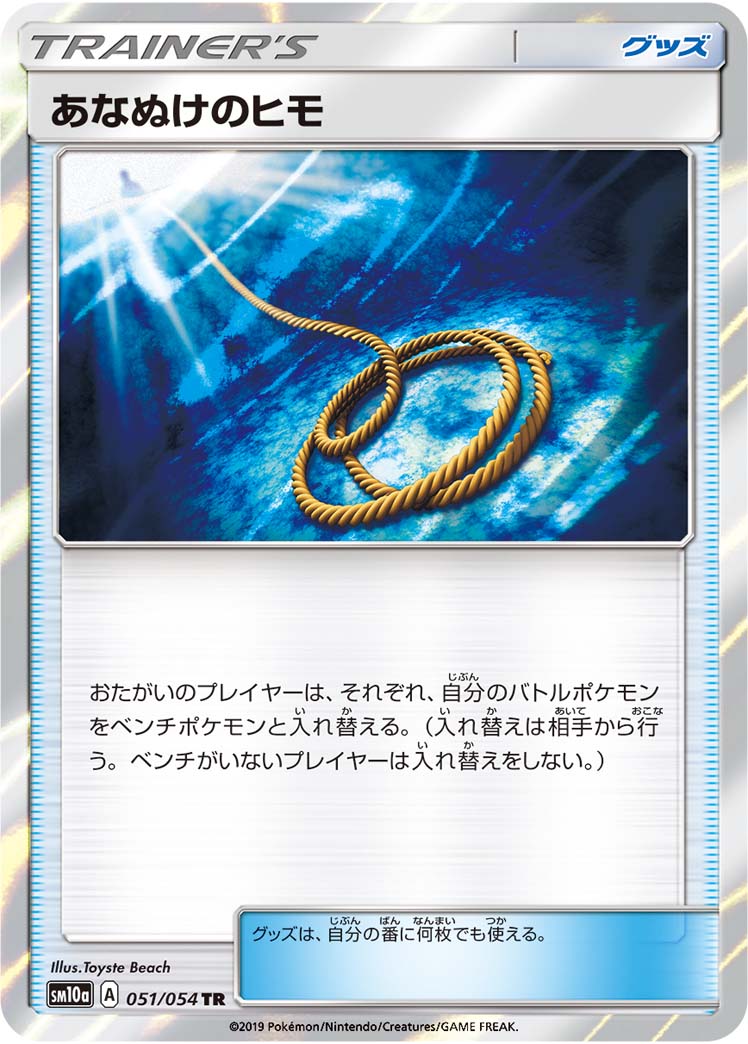 TRAINER'S グッズ
あなぬけのヒモ
おたがいのプレイヤーは、それぞれ、自分のバトルポケモン
をベンチポケモンと入れ替える。（入れ替えは相手から行
う。ベンチがいないプレイヤーは入れ替えをしない。）
グッズは、自分の番に何枚でも使える。
Illus.Toyste Beach
sm10a A 051/054 TR
©2019 Pokémon/Nintendo/Creatures/GAME FREAK.